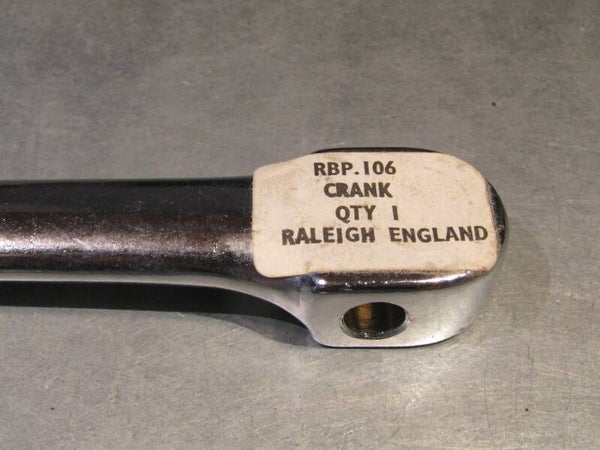 RBP.106
CRANK
QTY 1
RALEIGH ENGLAND